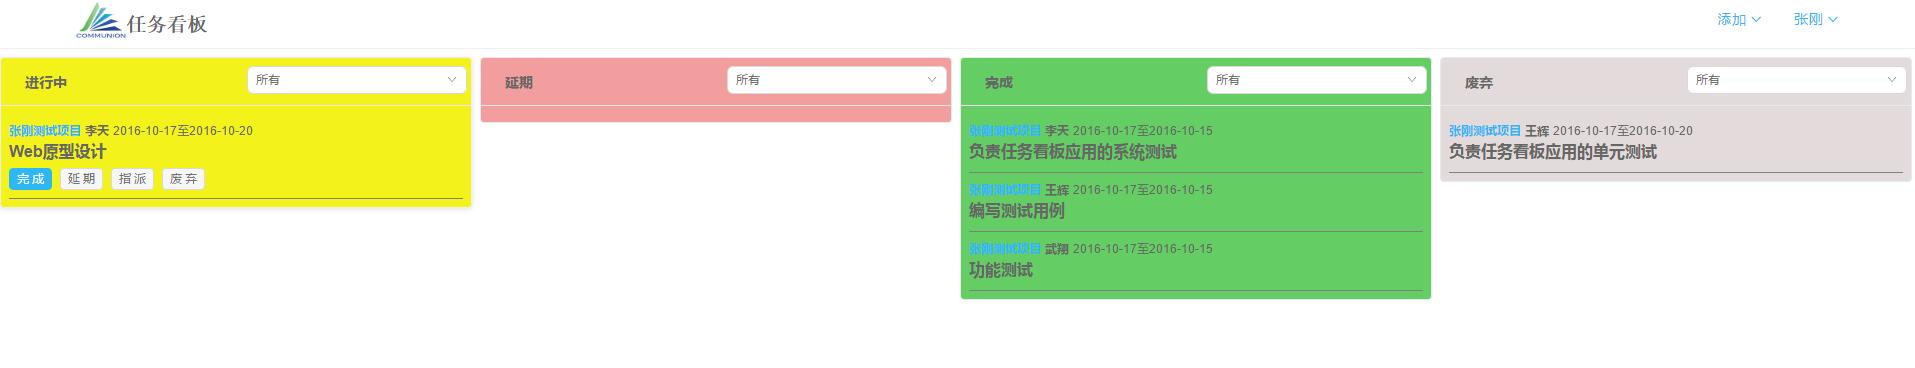 COMMUNION
任务看板
添加
张刚
进行中
所有
张刚测试项目 李天 2016-10-17至2016-10-20
Web原型设计
完成 延期 指派 废弃
延期
所有
完成
所有
张刚测试项目 李天 2016-10-17至2016-10-15
负责任务看板应用的系统测试
张刚测试项目 王辉 2016-10-17至2016-10-15
编写测试用例
张刚测试项目 武翔 2016-10-17至2016-10-15
功能测试
废弃
所有
张刚测试项目 王辉 2016-10-17至2016-10-20
负责任务看板应用的单元测试